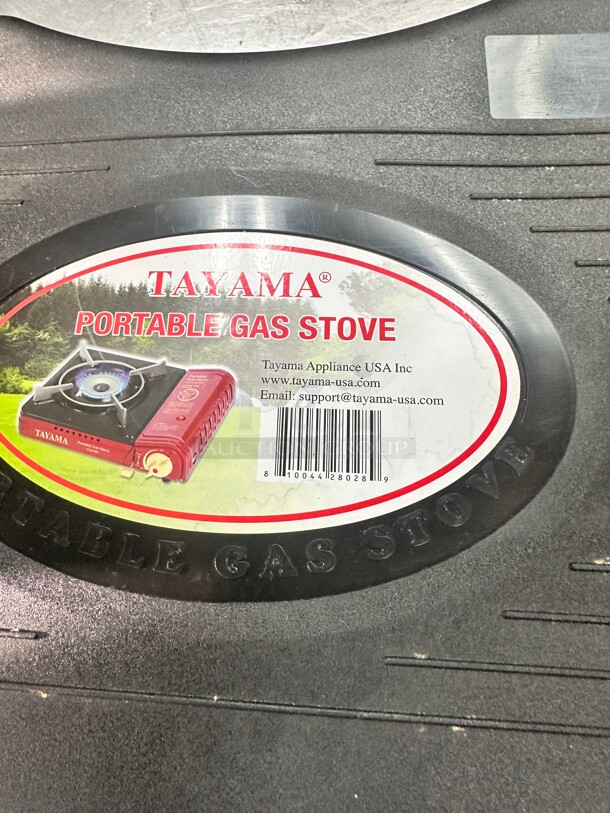 TAYAMA®
PORTABLE GAS STOVE
Tayama Appliance USA Inc
www.tayama-usa.com
Email: support@tayama-usa.com
TAYAMA
8 10044 28028 9
TABLE GAS STOVE